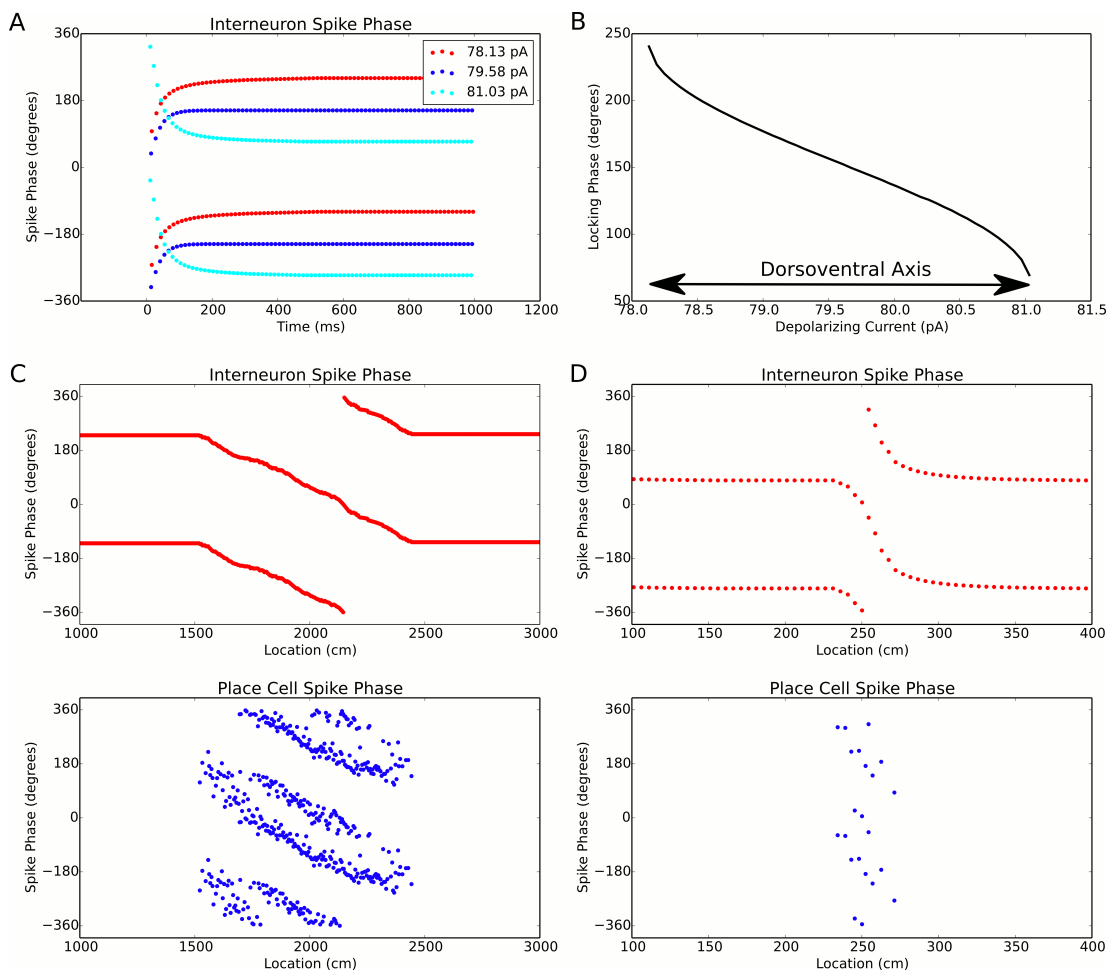 A
Interneuron Spike Phase
360
180
0
−180
−360
Spike Phase (degrees)
78.13 pA
79.58 pA
81.03 pA
0 200 400 600 800 1000 1200
Time (ms)
B
250
200
150
100
50
Locking Phase (degrees)
Dorsoventral Axis
78.0 78.5 79.0 79.5 80.0 80.5 81.0 81.5
Depolarizing Current (pA)
C
Interneuron Spike Phase
360
180
0
−180
−360
Spike Phase (degrees)
1000 1500 2000 2500 3000
Location (cm)
Place Cell Spike Phase
360
180
0
−180
−360
Spike Phase (degrees)
1000 1500 2000 2500 3000
Location (cm)
D
Interneuron Spike Phase
360
180
0
−180
−360
Spike Phase (degrees)
100 150 200 250 300 350 400
Location (cm)
Place Cell Spike Phase
360
180
0
−180
−360
Spike Phase (degrees)
100 150 200 250 300 350 400
Location (cm)